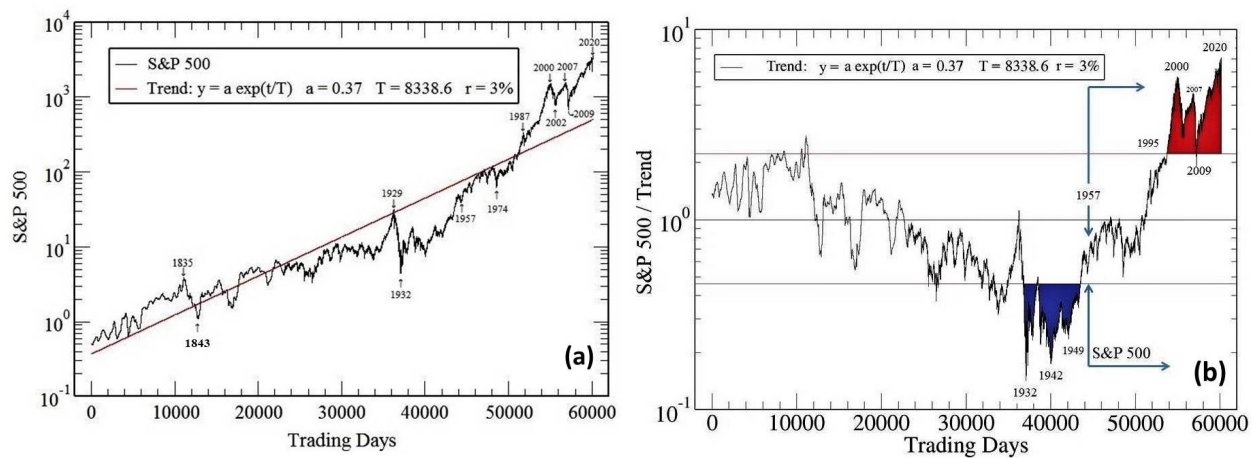 10^4
10^3
10^2
10^1
10^0
10^-1
S&P 500
S&P 500
Trend: y = a exp(t/T) a = 0.37 T = 8338.6 r = 3%
1835
1843
1929
1932
1957
1974
1987
2000
2002
2007
2009
2020
(a)
0 10000 20000 30000 40000 50000 60000
Trading Days
10^1
10^0
10^-1
S&P 500 / Trend
Trend: y = a exp(t/T) a = 0.37 T = 8338.6 r = 3%
2020
2000
2007
1995
2009
1957
1949
1942
1932
S&P 500
(b)
0 10000 20000 30000 40000 50000 60000
Trading Days